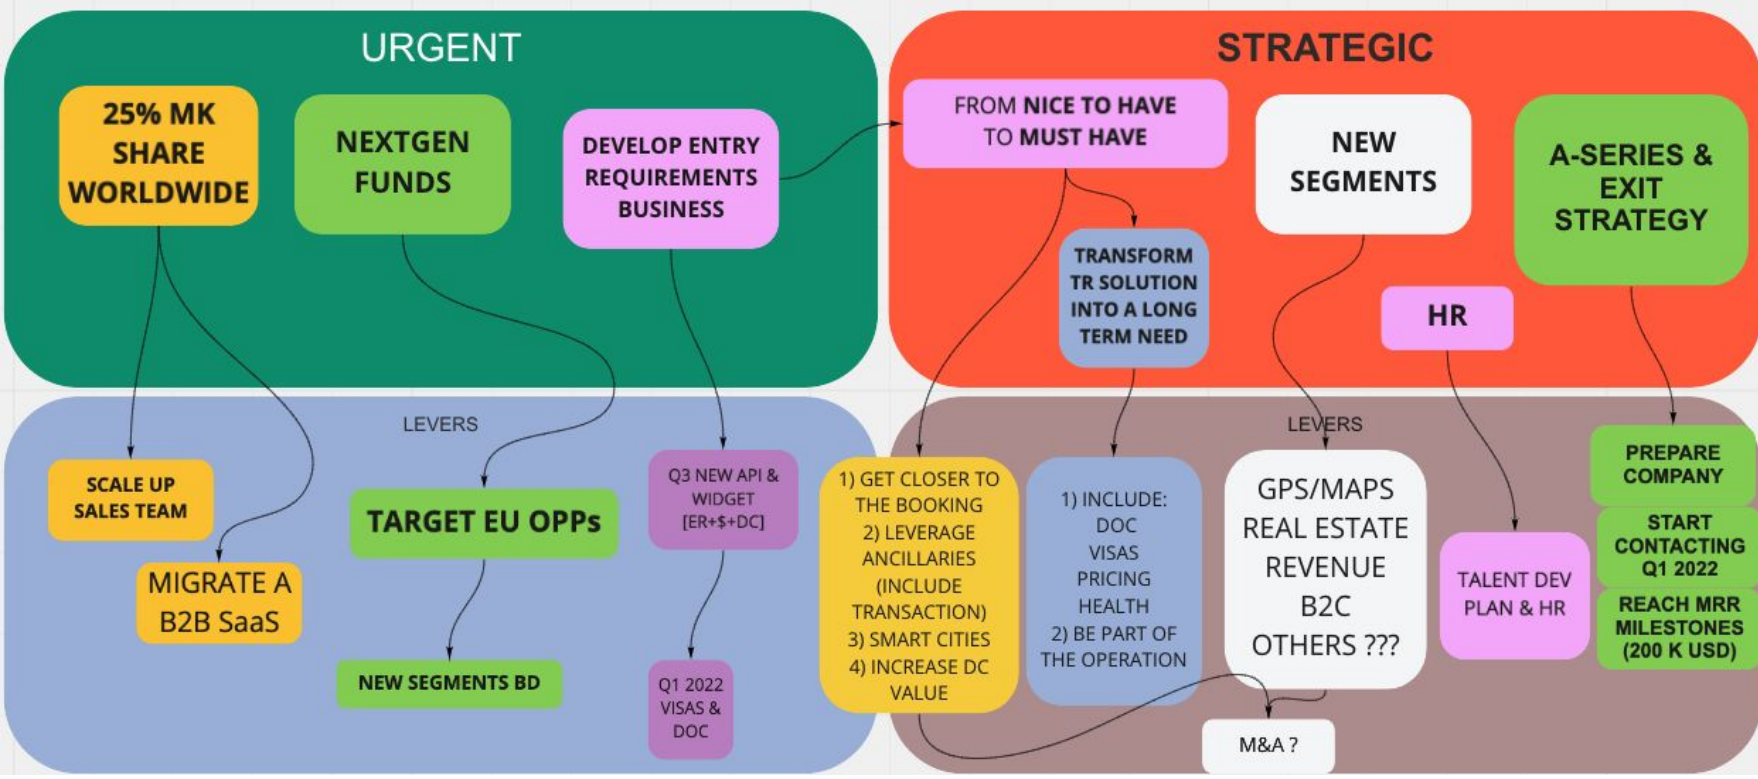 URGENT
25% MK
SHARE
WORLDWIDE
NEXTGEN
FUNDS
DEVELOP ENTRY
REQUIREMENTS
BUSINESS
STRATEGIC
FROM NICE TO HAVE
TO MUST HAVE
NEW
SEGMENTS
A-SERIES &
EXIT
STRATEGY
TRANSFORM
TR SOLUTION
INTO A LONG
TERM NEED
HR
LEVERS
SCALE UP
SALES TEAM
MIGRATE A
B2B SaaS
TARGET EU OPPs
NEW SEGMENTS BD
Q3 NEW API &
WIDGET
[ER+$+DC]
Q1 2022
VISAS &
DOC
LEVERS
1) GET CLOSER TO
THE BOOKING
2) LEVERAGE
ANCILLARIES
(INCLUDE
TRANSACTION)
3) SMART CITIES
4) INCREASE DC
VALUE
1) INCLUDE:
DOC
VISAS
PRICING
HEALTH
2) BE PART OF
THE OPERATION
GPS/MAPS
REAL ESTATE
REVENUE
B2C
OTHERS ???
M&A ?
TALENT DEV
PLAN & HR
PREPARE
COMPANY
START
CONTACTING
Q1 2022
REACH MRR
MILESTONES
(200 K USD)